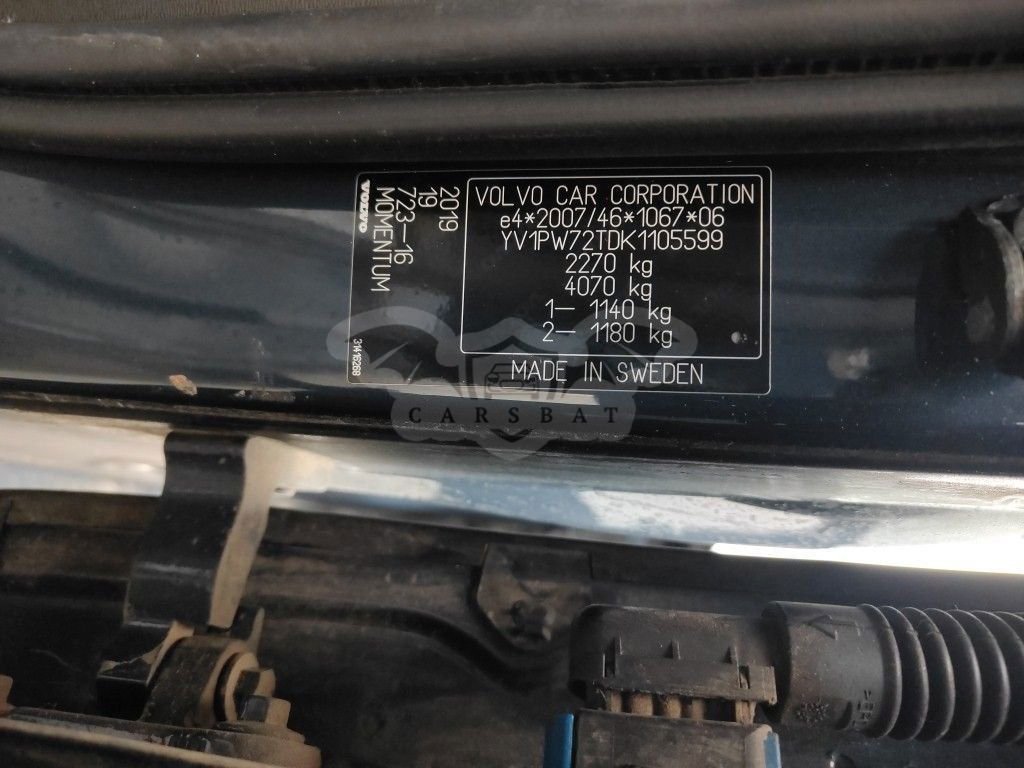 VOLVO CAR CORPORATION
e4*2007/46*1067*06
YV1PW72TDK1105599
2270 kg
4070 kg
1– 1140 kg
2– 1180 kg
MADE IN SWEDEN
2019
19
723–16
MOMENTUM
VOLVO
31416268
CARSBAT